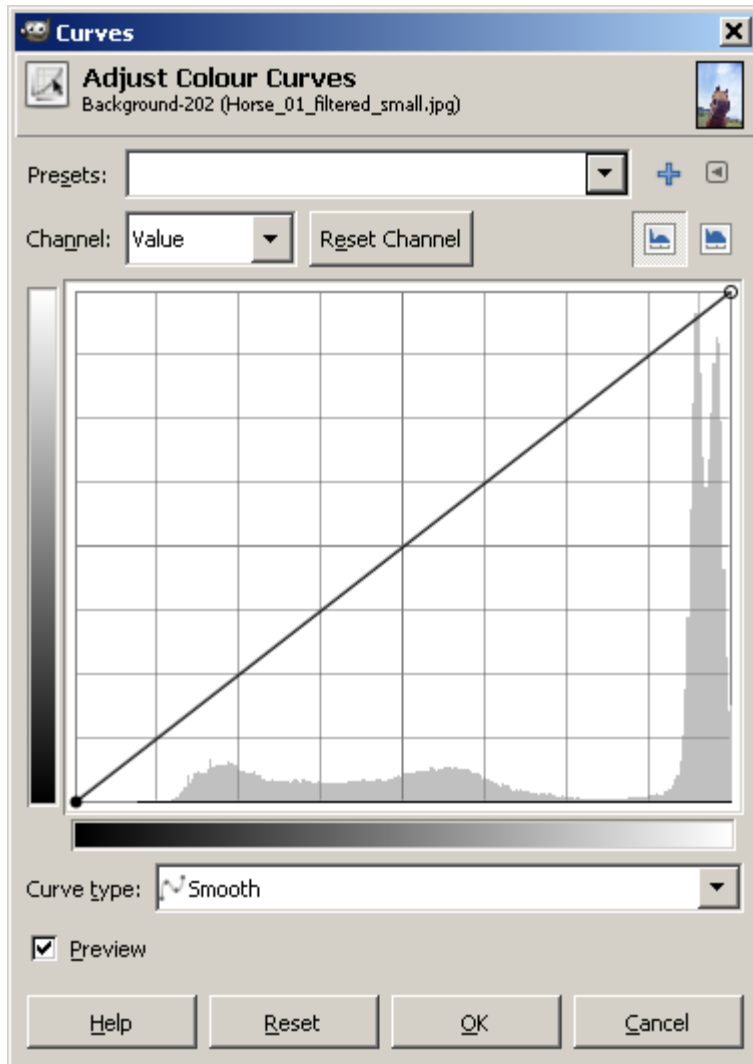 Curves
Adjust Colour Curves
Background-202 (Horse_01_filtered_small.jpg)
Presets:
Channel: Value Reset Channel
Curve type: Smooth
Preview
Help Reset OK Cancel